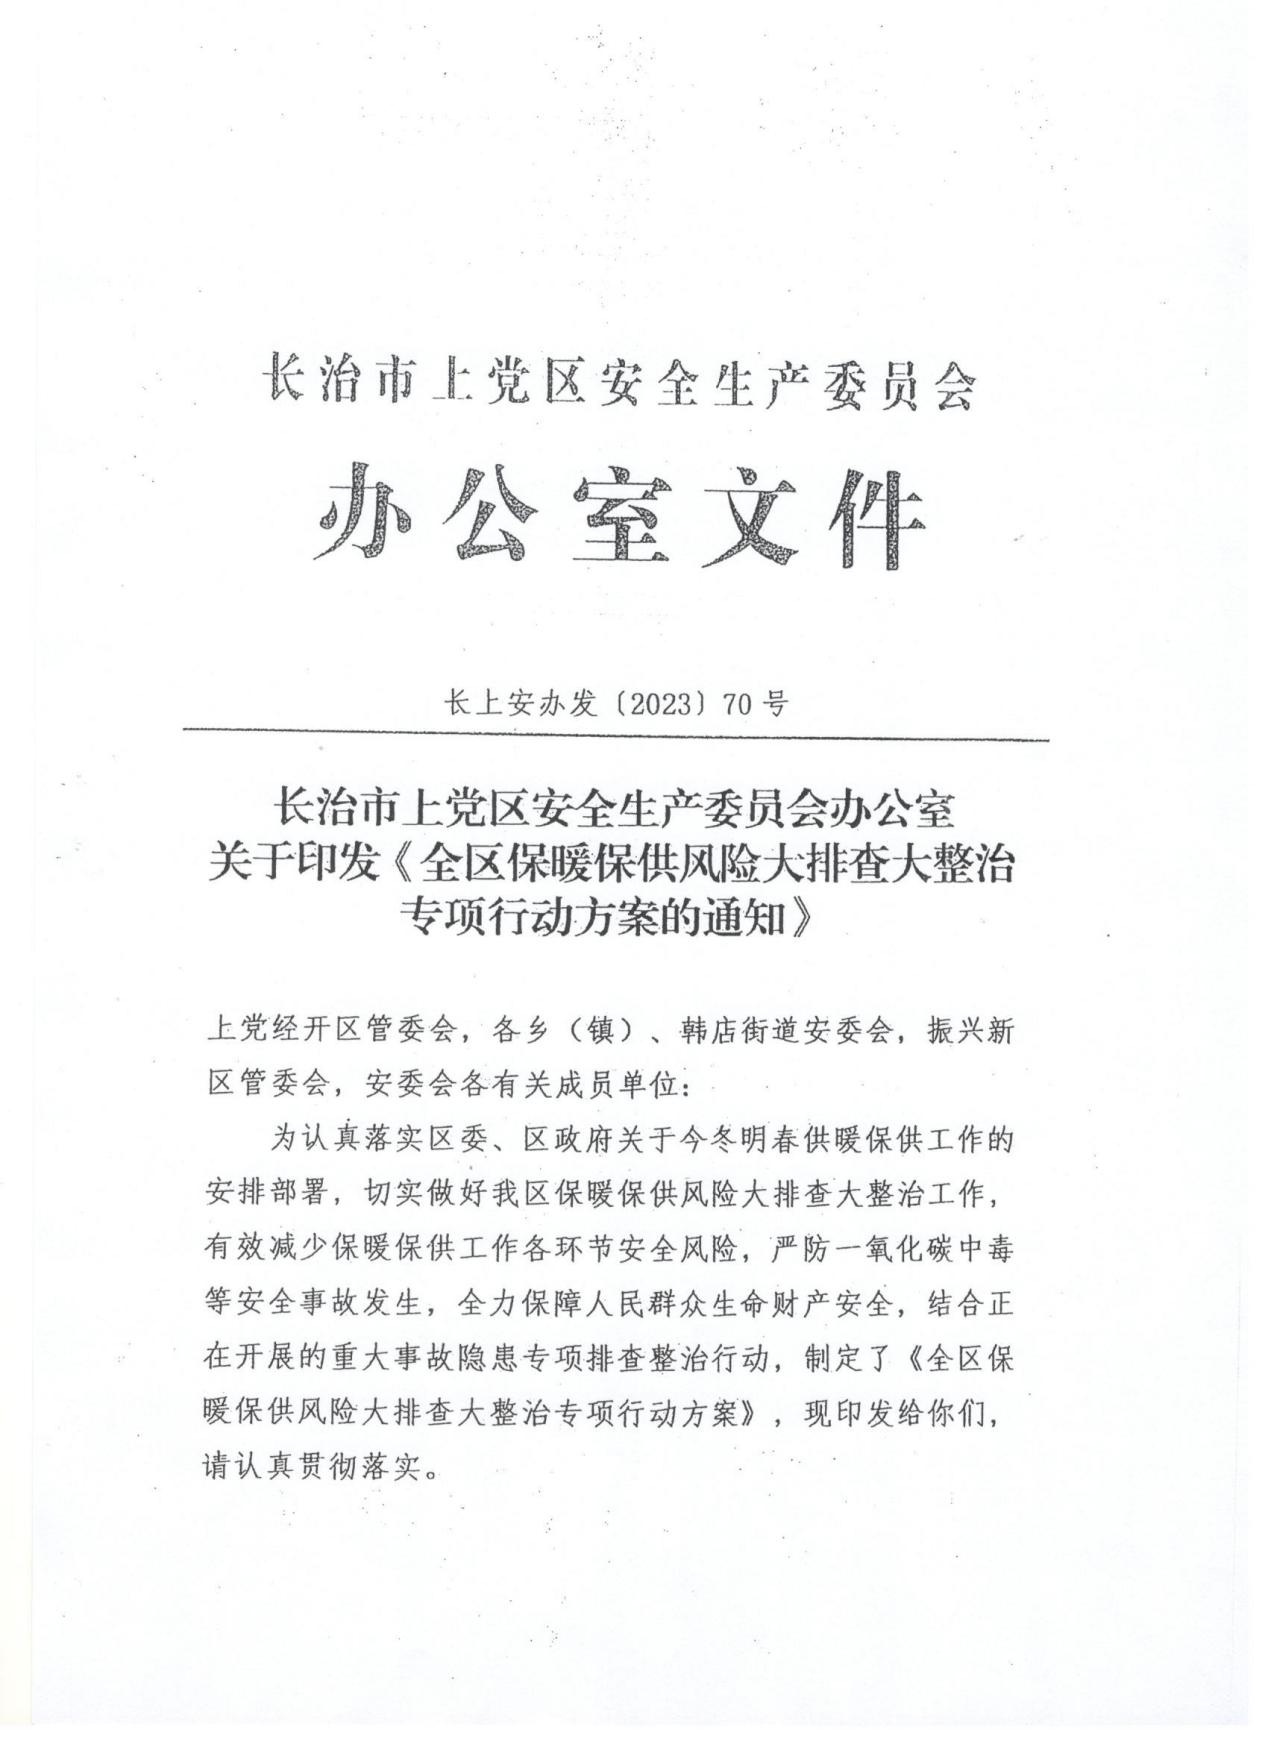 长治市上党区安全生产委员会
办公室文件
长上安办发〔2023〕70号
长治市上党区安全生产委员会办公室
关于印发《全区保暖保供风险大排查大整治
专项行动方案的通知》
上党经开区管委会，各乡（镇）、韩店街道安委会，振兴新
区管委会，安委会各有关成员单位：
为认真落实区委、区政府关于今冬明春供暖保供工作的
安排部署，切实做好我区保暖保供风险大排查大整治工作，
有效减少保暖保供工作各环节安全风险，严防一氧化碳中毒
等安全事故发生，全力保障人民群众生命财产安全，结合正
在开展的重大事故隐患专项排查整治行动，制定了《全区保
暖保供风险大排查大整治专项行动方案》，现印发给你们，
请认真贯彻落实。